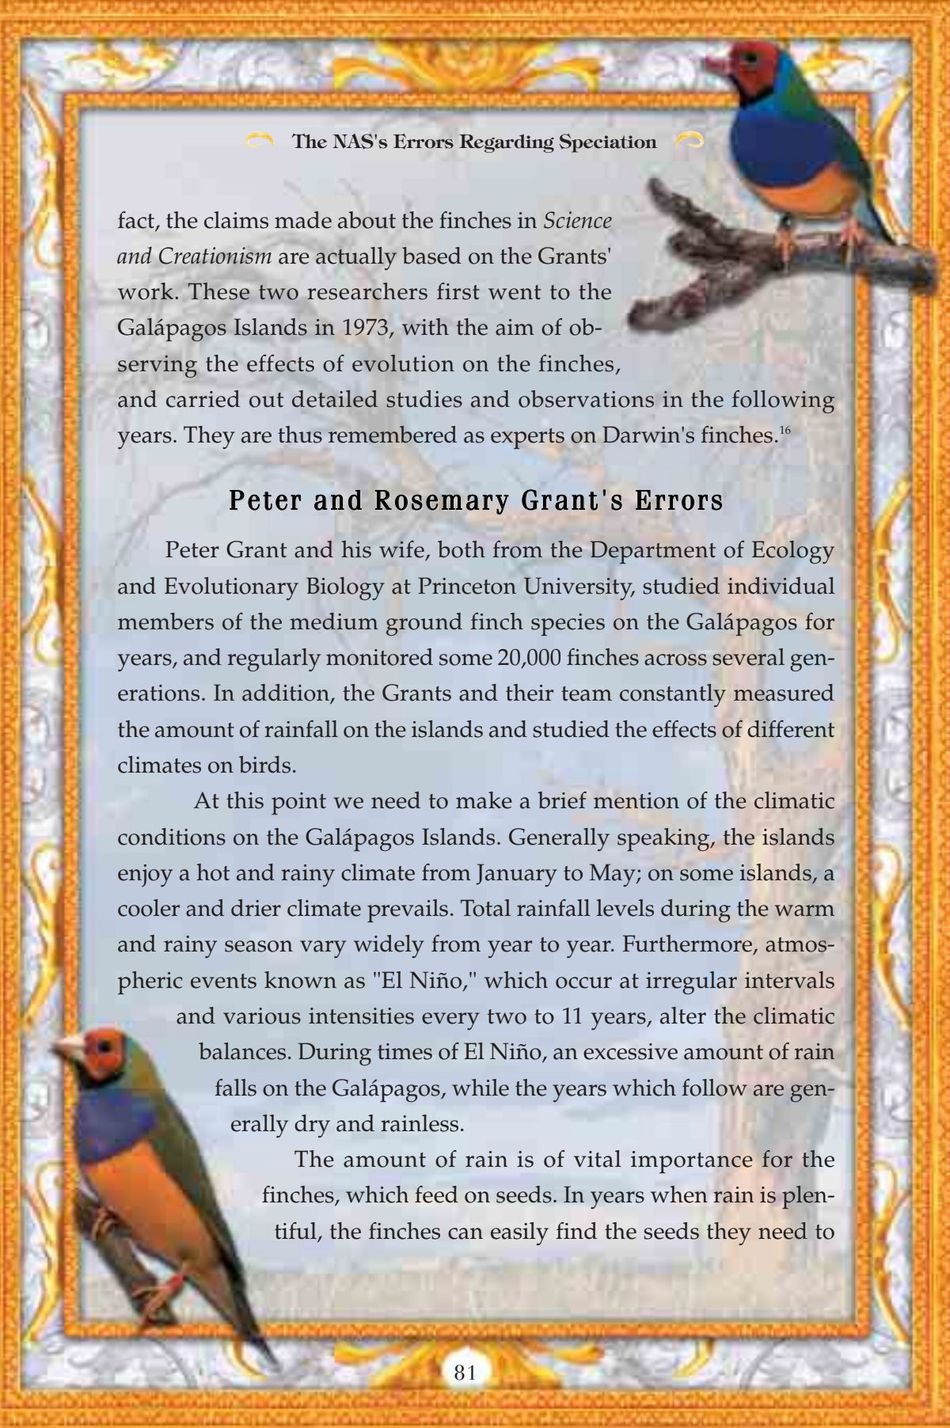 The NAS's Errors Regarding Speciation
fact, the claims made about the finches in Science
and Creationism are actually based on the Grants'
work. These two researchers first went to the
Galápagos Islands in 1973, with the aim of ob-
serving the effects of evolution on the finches,
and carried out detailed studies and observations in the following
years. They are thus remembered as experts on Darwin's finches.16
Peter and Rosemary Grant's Errors
Peter Grant and his wife, both from the Department of Ecology
and Evolutionary Biology at Princeton University, studied individual
members of the medium ground finch species on the Galápagos for
years, and regularly monitored some 20,000 finches across several gen-
erations. In addition, the Grants and their team constantly measured
the amount of rainfall on the islands and studied the effects of different
climates on birds.
At this point we need to make a brief mention of the climatic
conditions on the Galápagos Islands. Generally speaking, the islands
enjoy a hot and rainy climate from January to May; on some islands, a
cooler and drier climate prevails. Total rainfall levels during the warm
and rainy season vary widely from year to year. Furthermore, atmos-
pheric events known as "El Niño," which occur at irregular intervals
and various intensities every two to 11 years, alter the climatic
balances. During times of El Niño, an excessive amount of rain
falls on the Galápagos, while the years which follow are gen-
erally dry and rainless.
The amount of rain is of vital importance for the
finches, which feed on seeds. In years when rain is plen-
tiful, the finches can easily find the seeds they need to
81